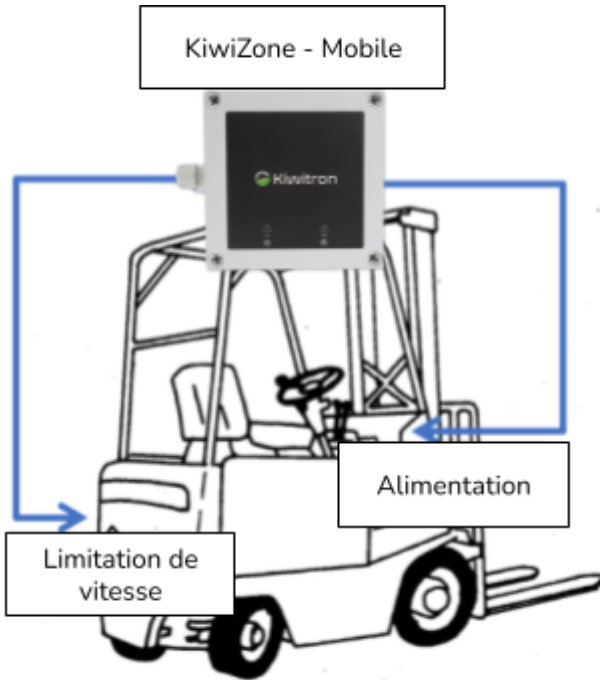 KiwiZone - Mobile
Kiwitron
Alimentation
Limitation de
vitesse